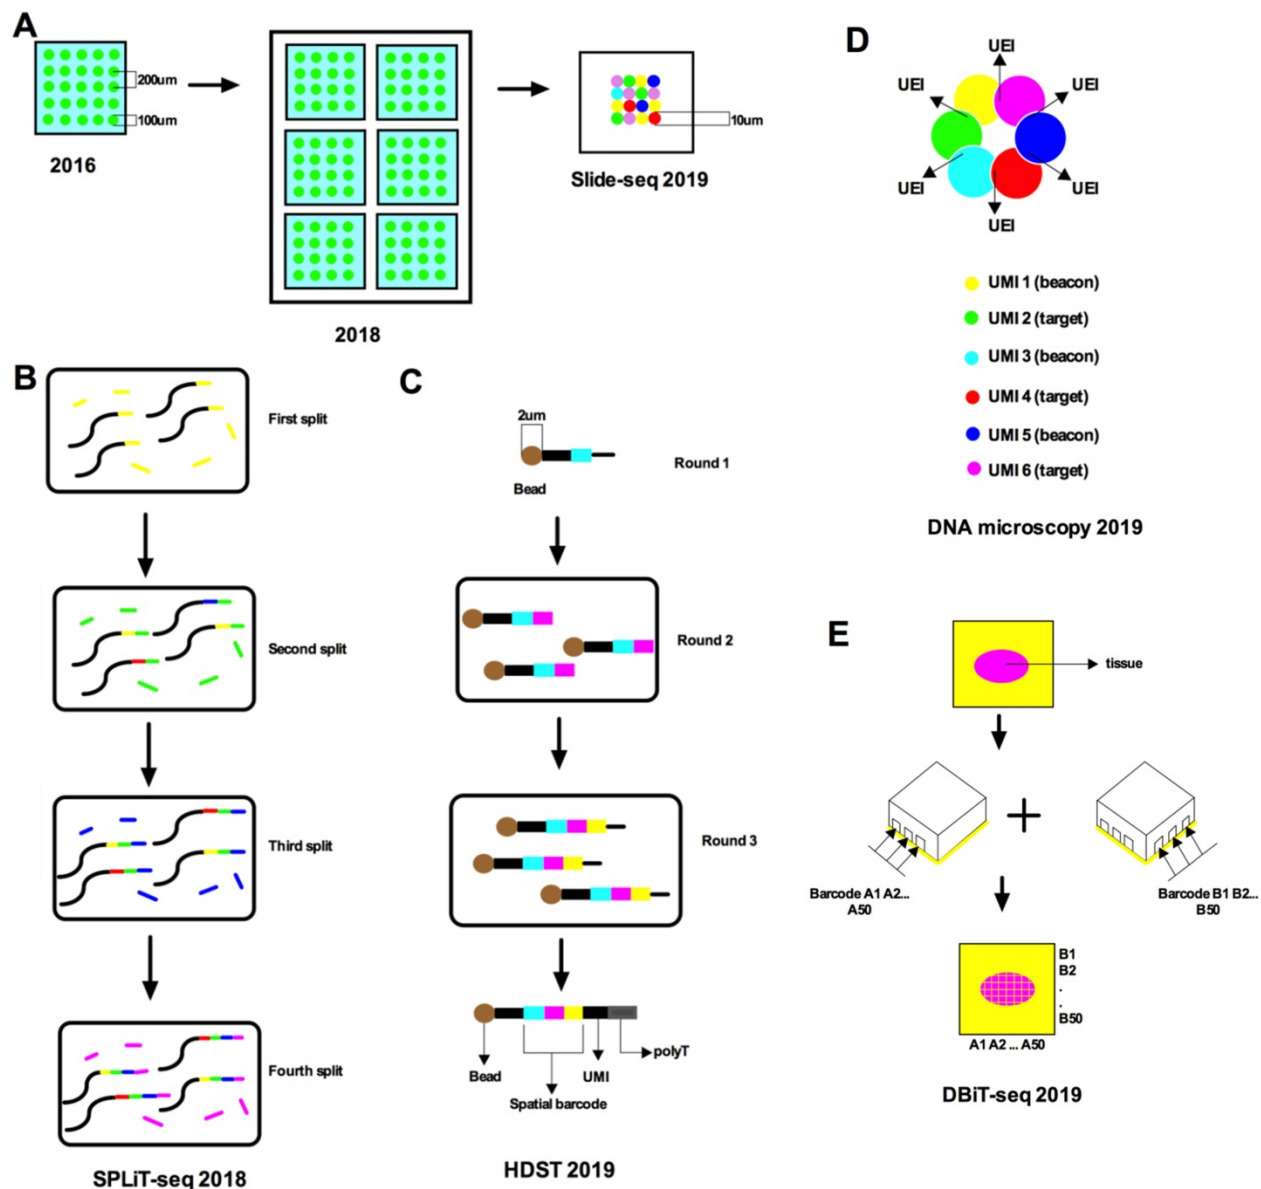 A
200um
100um
2016
2018
10um
Slide-seq 2019
B
First split
Second split
Third split
Fourth split
SPLiT-seq 2018
C
2um
Bead
Round 1
Round 2
Round 3
polyT
Bead
UMI
Spatial barcode
HDST 2019
D
UEI
UEI
UEI
UEI
UEI
UEI
UMI 1 (beacon)
UMI 2 (target)
UMI 3 (beacon)
UMI 4 (target)
UMI 5 (beacon)
UMI 6 (target)
DNA microscopy 2019
E
tissue
Barcode A1 A2...
A50
Barcode B1 B2...
B50
B1
B2
.
.
B50
A1 A2 ... A50
DBiT-seq 2019